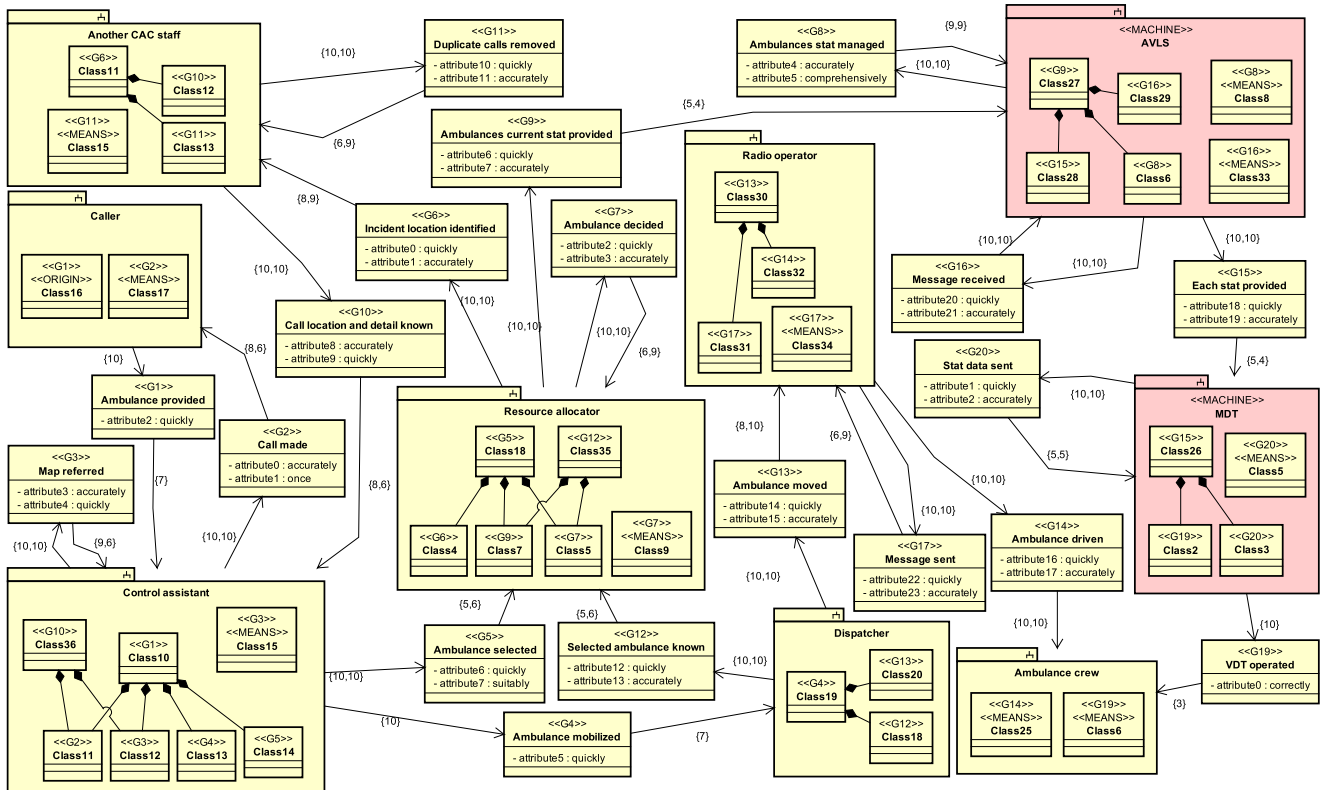 Another CAC staff
<<G6>>
Class11
<<G10>>
Class12
<<G11>>
<<MEANS>>
Class15
<<G11>>
Class13
{10,10}
<<G11>>
Duplicate calls removed
- attribute10 : quickly
- attribute11 : accurately
{6,9}
<<G8>>
Ambulances stat managed
- attribute4 : accurately
- attribute5 : comprehensively
{9,9}
{10,10}
<<MACHINE>>
AVLS
<<G9>>
Class27
<<G16>>
Class29
<<G8>>
<<MEANS>>
Class8
<<G15>>
Class28
<<G8>>
Class6
<<G16>>
<<MEANS>>
Class33
<<G9>>
Ambulances current stat provided
- attribute6 : quickly
- attribute7 : accurately
{5,4}
Radio operator
<<G13>>
Class30
<<G14>>
Class32
<<G17>>
Class31
<<G17>>
<<MEANS>>
Class34
Caller
<<G1>>
<<ORIGIN>>
Class16
<<G2>>
<<MEANS>>
Class17
{8,9}
<<G6>>
Incident location identified
- attribute0 : quickly
- attribute1 : accurately
<<G7>>
Ambulance decided
- attribute2 : quickly
- attribute3 : accurately
{10,10}
<<G10>>
Call location and detail known
- attribute8 : accurately
- attribute9 : quickly
{10,10}
{10,10}
{10,10}
{6,9}
{10,10}
<<G16>>
Message received
- attribute20 : quickly
- attribute21 : accurately
{10,10}
{10,10}
<<G15>>
Each stat provided
- attribute18 : quickly
- attribute19 : accurately
{5,4}
{10}
<<G1>>
Ambulance provided
- attribute2 : quickly
{8,6}
<<G2>>
Call made
- attribute0 : accurately
- attribute1 : once
<<G3>>
Map referred
- attribute3 : accurately
- attribute4 : quickly
{7}
{10,10}
{9,6}
{10,10}
{8,6}
Resource allocator
<<G5>>
Class18
<<G12>>
Class35
<<G6>>
Class4
<<G9>>
Class7
<<G7>>
Class5
<<G7>>
<<MEANS>>
Class9
<<G20>>
Stat data sent
- attribute1 : quickly
- attribute2 : accurately
{10,10}
{5,5}
<<MACHINE>>
MDT
<<G15>>
Class26
<<G20>>
<<MEANS>>
Class5
<<G19>>
Class2
<<G20>>
Class3
{8,10}
{6,9}
<<G13>>
Ambulance moved
- attribute14 : quickly
- attribute15 : accurately
{10,10}
{10,10}
<<G17>>
Message sent
- attribute22 : quickly
- attribute23 : accurately
{10,10}
<<G14>>
Ambulance driven
- attribute16 : quickly
- attribute17 : accurately
{10,10}
Control assistant
<<G10>>
Class36
<<G1>>
Class10
<<G3>>
<<MEANS>>
Class15
<<G2>>
Class11
<<G3>>
Class12
<<G4>>
Class13
<<G5>>
Class14
{5,6}
<<G5>>
Ambulance selected
- attribute6 : quickly
- attribute7 : suitably
{10,10}
{5,6}
<<G12>>
Selected ambulance known
- attribute12 : quickly
- attribute13 : accurately
{10,10}
{10}
<<G4>>
Ambulance mobilized
- attribute5 : quickly
{7}
Dispatcher
<<G4>>
Class19
<<G13>>
Class20
<<G12>>
Class18
Ambulance crew
<<G14>>
<<MEANS>>
Class25
<<G19>>
<<MEANS>>
Class6
{10}
<<G19>>
VDT operated
- attribute0 : correctly
{3}